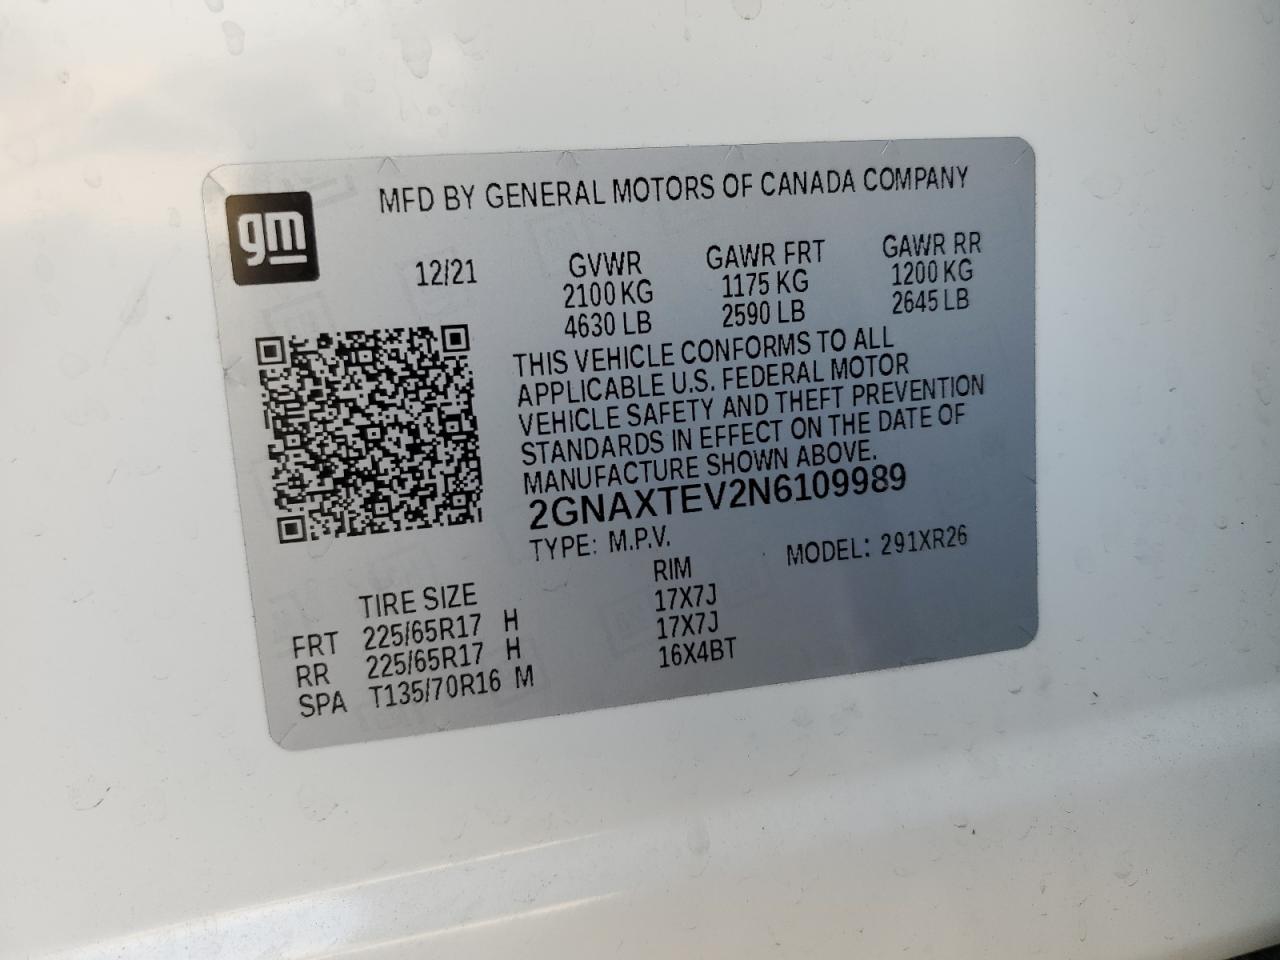 gm
MFD BY GENERAL MOTORS OF CANADA COMPANY
12/21 GVWR GAWR FRT GAWR RR
2100 KG 1175 KG 1200 KG
4630 LB 2590 LB 2645 LB
THIS VEHICLE CONFORMS TO ALL
APPLICABLE U.S. FEDERAL MOTOR
VEHICLE SAFETY AND THEFT PREVENTION
STANDARDS IN EFFECT ON THE DATE OF
MANUFACTURE SHOWN ABOVE.
2GNAXTEV2N6109989
TYPE: M.P.V. MODEL: 291XR26
TIRE SIZE RIM
FRT 225/65R17 H 17X7J
RR 225/65R17 H 17X7J
SPA T135/70R16 M 16X4BT